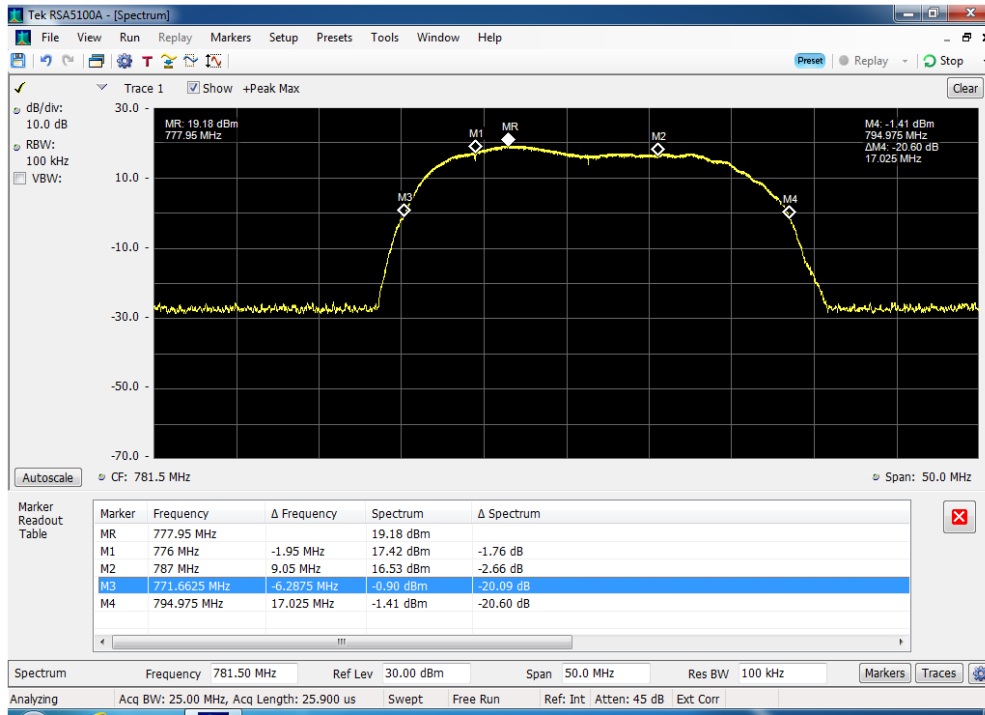 Tek RSA5100A - [Spectrum]
File View Run Replay Markers Setup Presets Tools Window Help
T Preset Replay Stop
Trace 1 Show +Peak Max Clear
dB/div:
10.0 dB
RBW:
100 kHz
VBW:
30.0
10.0
-10.0
-30.0
-50.0
-70.0
MR: 19.18 dBm
777.95 MHz
M1 MR M2
M3 M4
M4: -1.41 dBm
794.975 MHz
ΔM4: -20.60 dB
17.025 MHz
Autoscale CF: 781.5 MHz Span: 50.0 MHz
Marker
Readout
Table
Marker Frequency Δ Frequency Spectrum Δ Spectrum
MR 777.95 MHz 19.18 dBm
M1 776 MHz -1.95 MHz 17.42 dBm -1.76 dB
M2 787 MHz 9.05 MHz 16.53 dBm -2.66 dB
M3 771.6625 MHz -6.2875 MHz -0.90 dBm -20.09 dB
M4 794.975 MHz 17.025 MHz -1.41 dBm -20.60 dB
Spectrum Frequency 781.50 MHz Ref Lev 30.00 dBm Span 50.0 MHz Res BW 100 kHz Markers Traces
Analyzing Acq BW: 25.00 MHz, Acq Length: 25.900 us Swept Free Run Ref: Int Atten: 45 dB Ext Corr